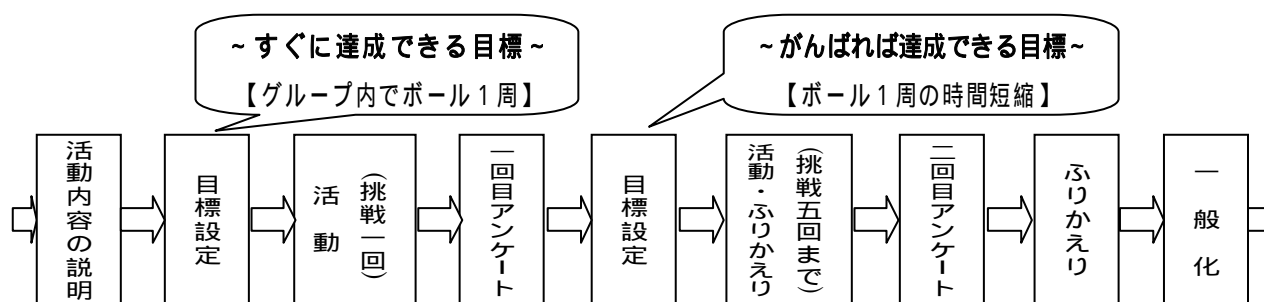 ~すぐに達成できる目標~
【グループ内でボール1周】
~がんばれば達成できる目標~
【ボール1周の時間短縮】
活動内容の説明
目標設定
活動
(挑戦一回)
一回目アンケート
目標設定
(挑戦五回まで)
活動・ふりかえり
二回目アンケート
ふりかえり
一般化